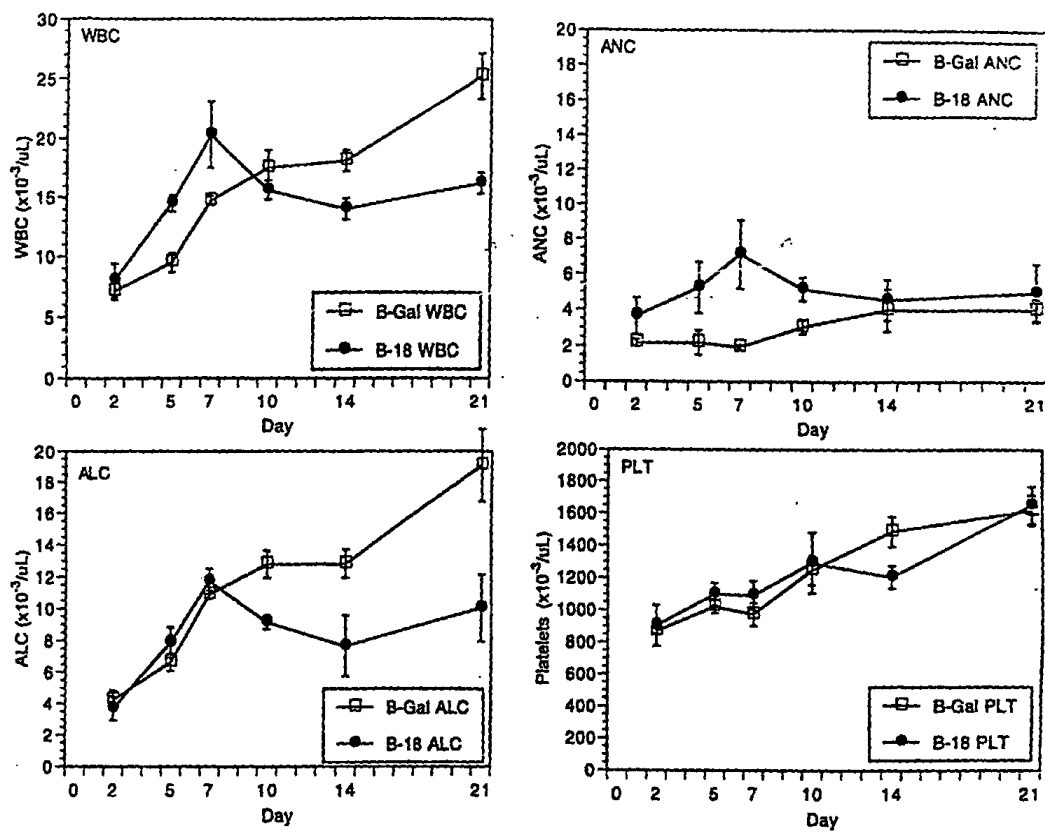 WBC
30
25
20
15
10
5
0
WBC (x10⁻³/uL)
B-Gal WBC
B-18 WBC
0 2 5 7 10 14 21
Day
ANC
20
18
16
14
12
10
8
6
4
2
0
ANC (x10⁻³/uL)
B-Gal ANC
B-18 ANC
0 2 5 7 10 14 21
Day
ALC
20
18
16
14
12
10
8
6
4
2
0
ALC (x10⁻³/uL)
B-Gal ALC
B-18 ALC
0 2 5 7 10 14 21
Day
PLT
2000
1800
1600
1400
1200
1000
800
600
400
200
0
Platelets (x10⁻³/uL)
B-Gal PLT
B-18 PLT
0 2 5 7 10 14 21
Day